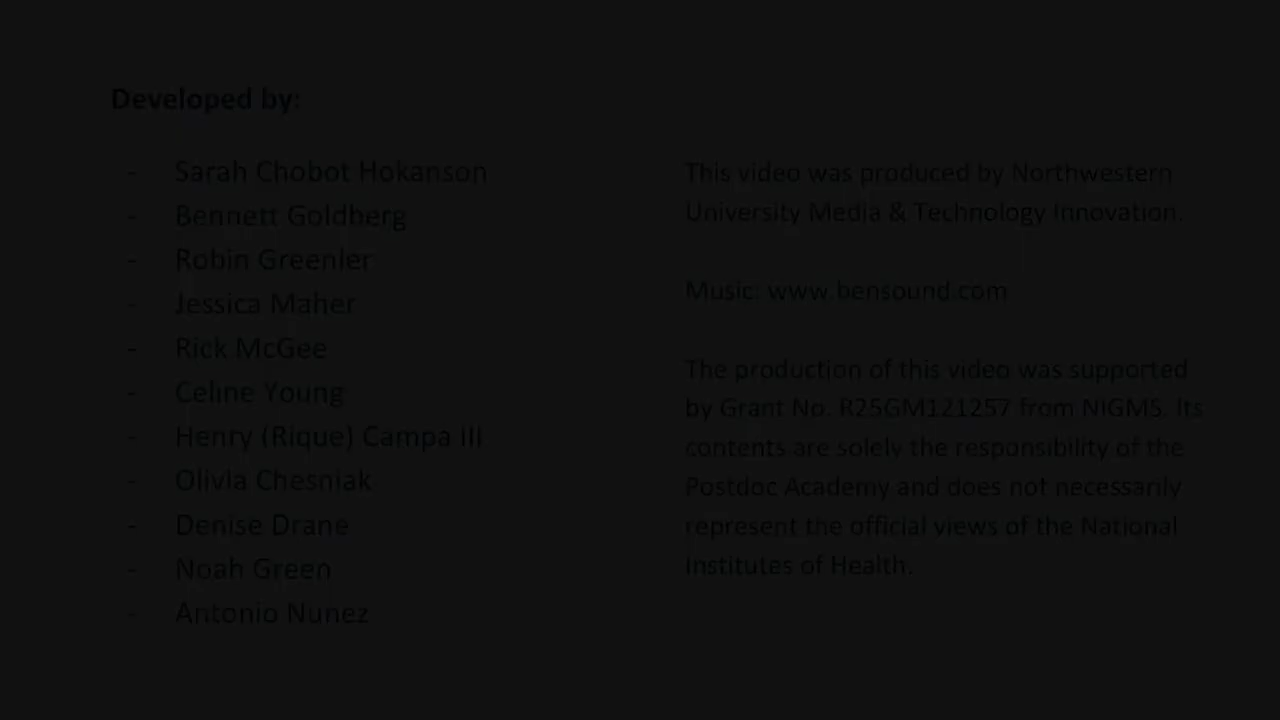 Developed by:
- Sarah Chobot Hokanson
- Bennett Goldberg
- Robin Greenler
- Jessica Maher
- Rick McGee
- Celine Young
- Henry (Rique) Campa III
- Olivia Chesniak
- Denise Drane
- Noah Green
- Antonio Nunez
This video was produced by Northwestern
University Media & Technology Innovation.
Music: www.bensound.com
The production of this video was supported
by Grant No. R25GM121257 from NIGMS. Its
contents are solely the responsibility of the
Postdoc Academy and does not necessarily
represent the official views of the National
Institutes of Health.